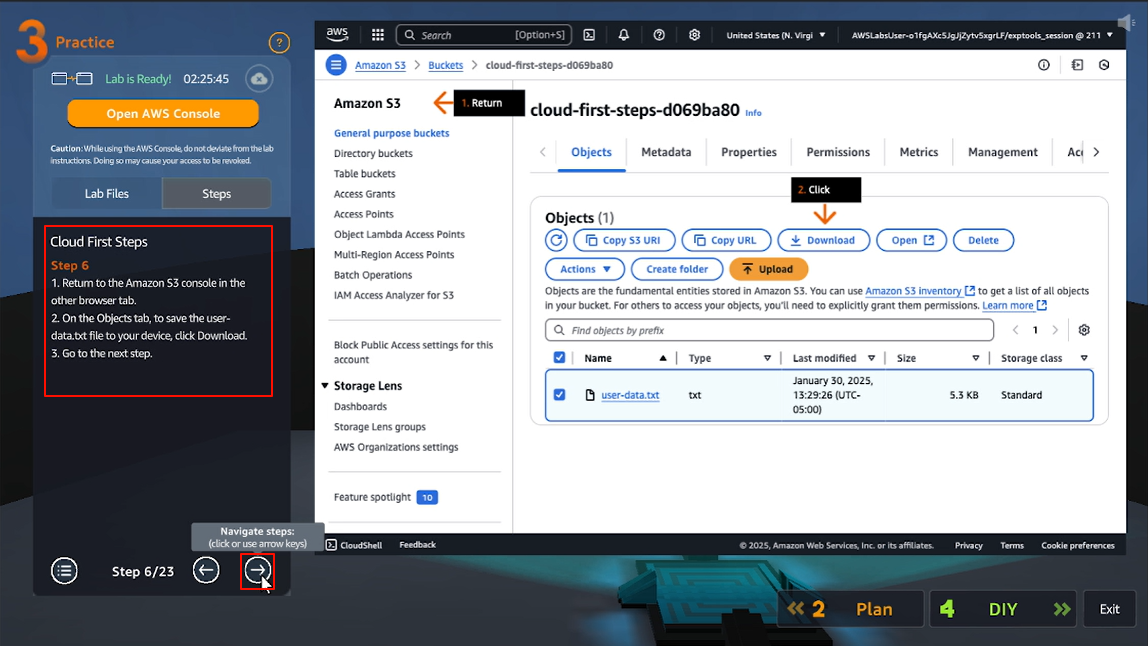 3 Practice
?
Lab is Ready! 02:25:45
Open AWS Console
Caution: While using the AWS Console, do not deviate from the lab
instructions. Doing so may cause your access to be revoked.
Lab Files
Steps
Cloud First Steps
Step 6
1. Return to the Amazon S3 console in the
other browser tab.
2. On the Objects tab, to save the user-
data.txt file to your device, click Download.
3. Go to the next step.
Navigate steps:
(click or use arrow keys)
Step 6/23
aws
Search [Option+S]
United States (N. Virgi
AWSLabsUser-o1fgAXc5JgJjZytv5xgrLF/exptools_session @ 211
Amazon S3 > Buckets > cloud-first-steps-d069ba80
Amazon S3
1. Return
General purpose buckets
Directory buckets
Table buckets
Access Grants
Access Points
Object Lambda Access Points
Multi-Region Access Points
Batch Operations
IAM Access Analyzer for S3
Block Public Access settings for this
account
Storage Lens
Dashboards
Storage Lens groups
AWS Organizations settings
Feature spotlight 10
cloud-first-steps-d069ba80 Info
Objects
Metadata
Properties
Permissions
Metrics
Management
Acc
2. Click
Objects (1)
Copy S3 URI
Copy URL
Download
Open
Delete
Actions
Create folder
Upload
Objects are the fundamental entities stored in Amazon S3. You can use Amazon S3 inventory to get a list of all objects
in your bucket. For others to access your objects, you'll need to explicitly grant them permissions. Learn more
Find objects by prefix
1
Name Type Last modified Size Storage class
user-data.txt txt January 30, 2025, 13:29:26 (UTC-05:00) 5.3 KB Standard
CloudShell Feedback
© 2025, Amazon Web Services, Inc. or its affiliates. Privacy Terms Cookie preferences
2 Plan
4 DIY
Exit